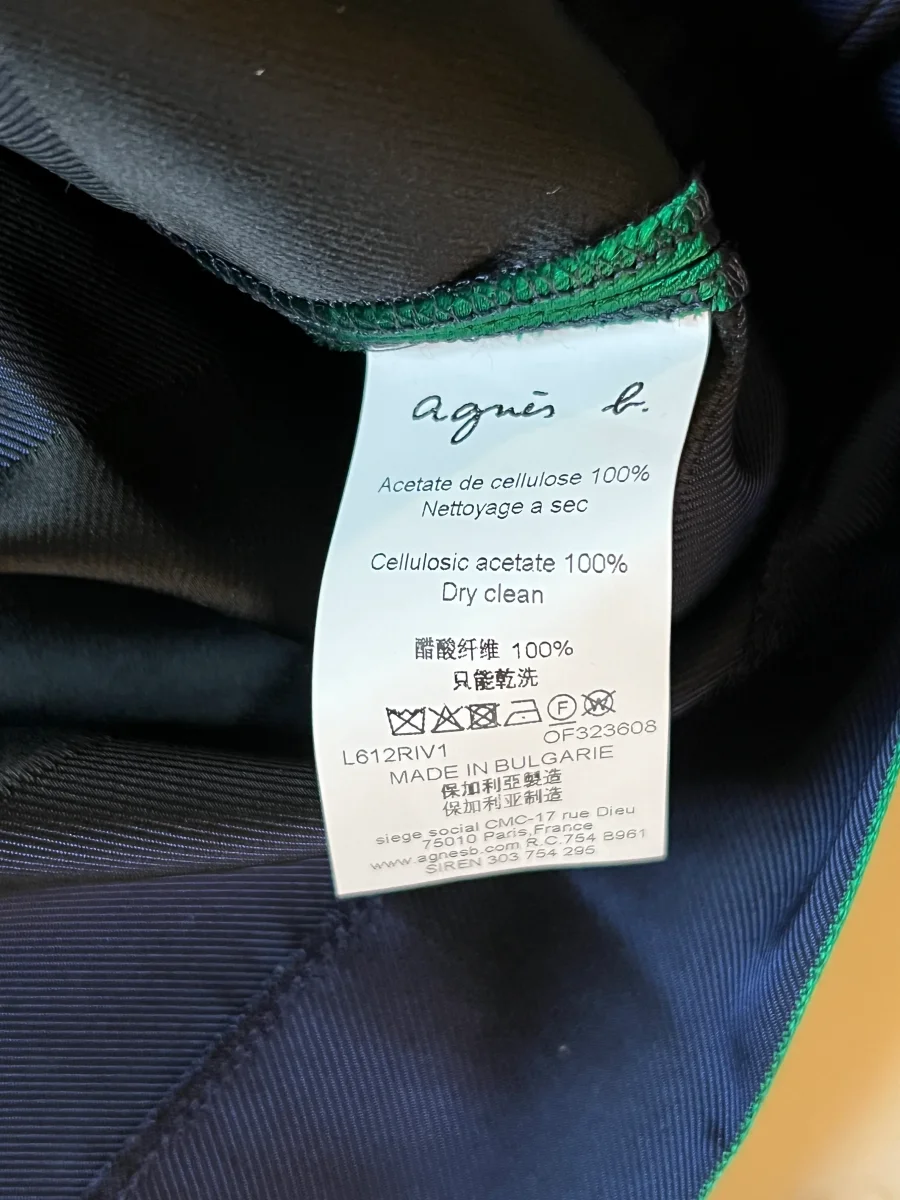 agnès b.
Acetate de cellulose 100%
Nettoyage a sec
Cellulosic acetate 100%
Dry clean
醋酸纤维 100%
只能乾洗
F W
L612RIV1 OF323608
MADE IN BULGARIE
保加利亞製造
保加利亚制造
siege social CMC-17 rue Dieu
75010 Paris,France
www.agnesb.com R.C.754 B961
SIREN 303 754 295